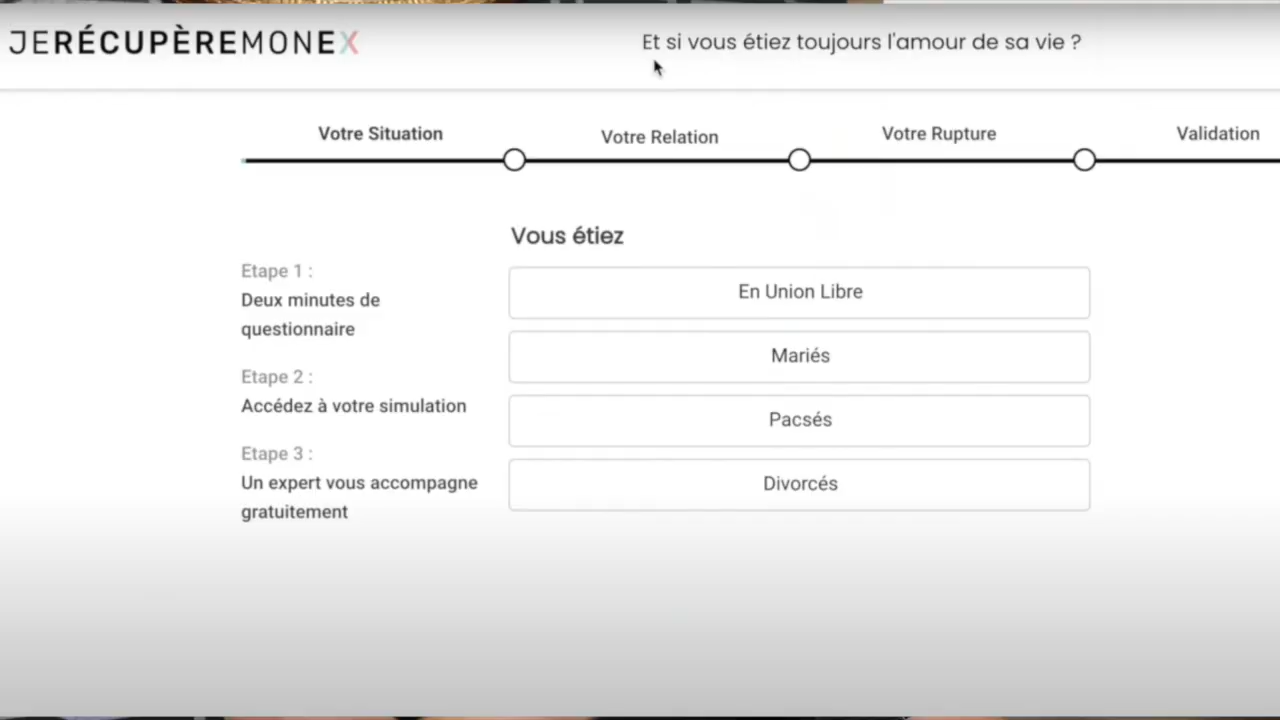 JERÉCUPÈREMONEX
Et si vous étiez toujours l'amour de sa vie ?
Votre Situation
Votre Relation
Votre Rupture
Validation
Vous étiez
Etape 1 :
Deux minutes de
questionnaire
Etape 2 :
Accédez à votre simulation
Etape 3 :
Un expert vous accompagne
gratuitement
En Union Libre
Mariés
Pacsés
Divorcés